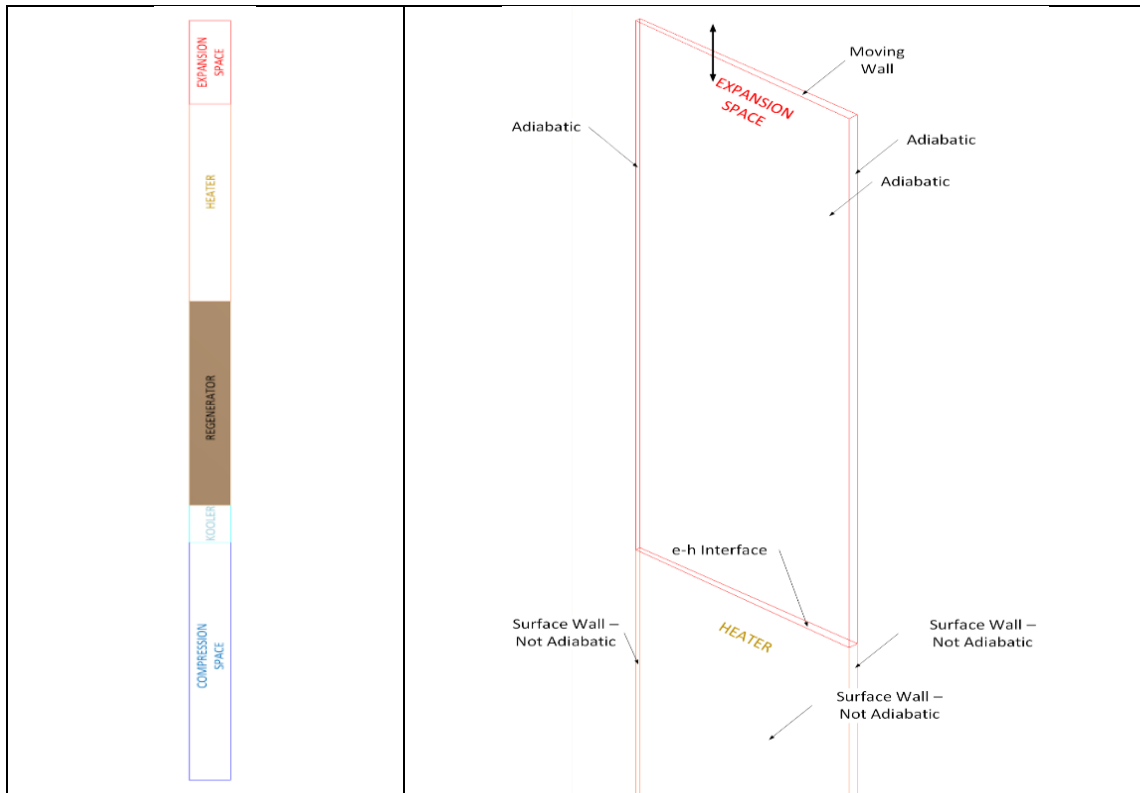 EXPANSION
SPACE
HEATER
REGENERATOR
KOOLER
COMPRESSION
SPACE
Moving
Wall
EXPANSION
SPACE
Adiabatic
Adiabatic
Adiabatic
e-h Interface
HEATER
Surface Wall –
Not Adiabatic
Surface Wall –
Not Adiabatic
Surface Wall –
Not Adiabatic